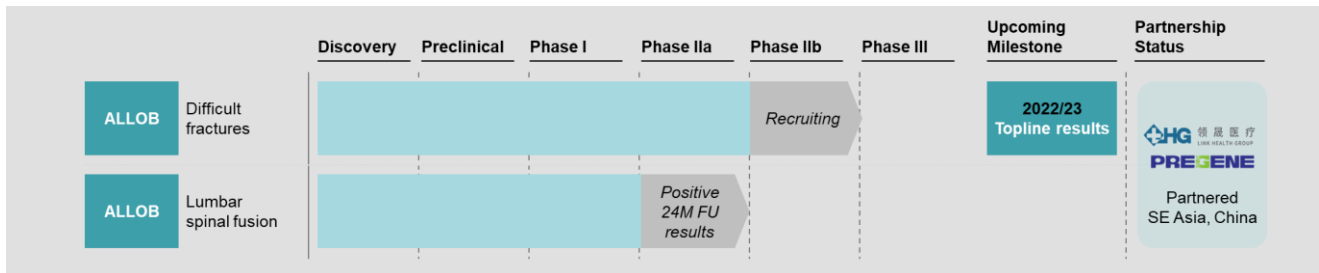 Discovery
Preclinical
Phase I
Phase IIa
Phase IIb
Phase III
Upcoming
Milestone
Partnership
Status
ALLOB
Difficult
fractures
Recruiting
2022/23
Topline results
HG
领晟医疗
LINK HEALTH GROUP
PREGENE
Partnered
SE Asia, China
ALLOB
Lumbar
spinal fusion
Positive
24M FU
results